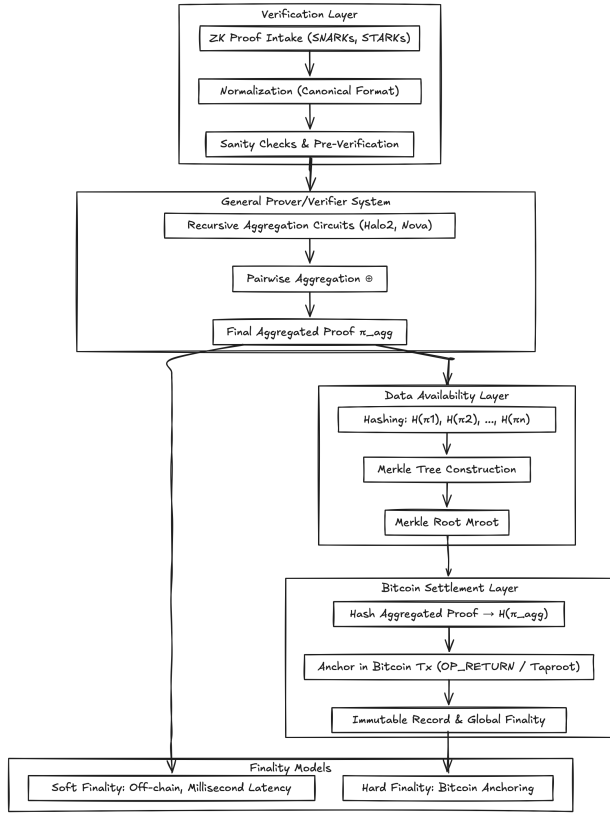 Verification Layer
ZK Proof Intake (SNARKs, STARKs)
Normalization (Canonical Format)
Sanity Checks & Pre-Verification
General Prover/Verifier System
Recursive Aggregation Circuits (Halo2, Nova)
Pairwise Aggregation ⊕
Final Aggregated Proof π_agg
Data Availability Layer
Hashing: H(π1), H(π2), ..., H(πn)
Merkle Tree Construction
Merkle Root Mroot
Bitcoin Settlement Layer
Hash Aggregated Proof → H(π_agg)
Anchor in Bitcoin Tx (OP_RETURN / Taproot)
Immutable Record & Global Finality
Finality Models
Soft Finality: Off-chain, Millisecond Latency
Hard Finality: Bitcoin Anchoring